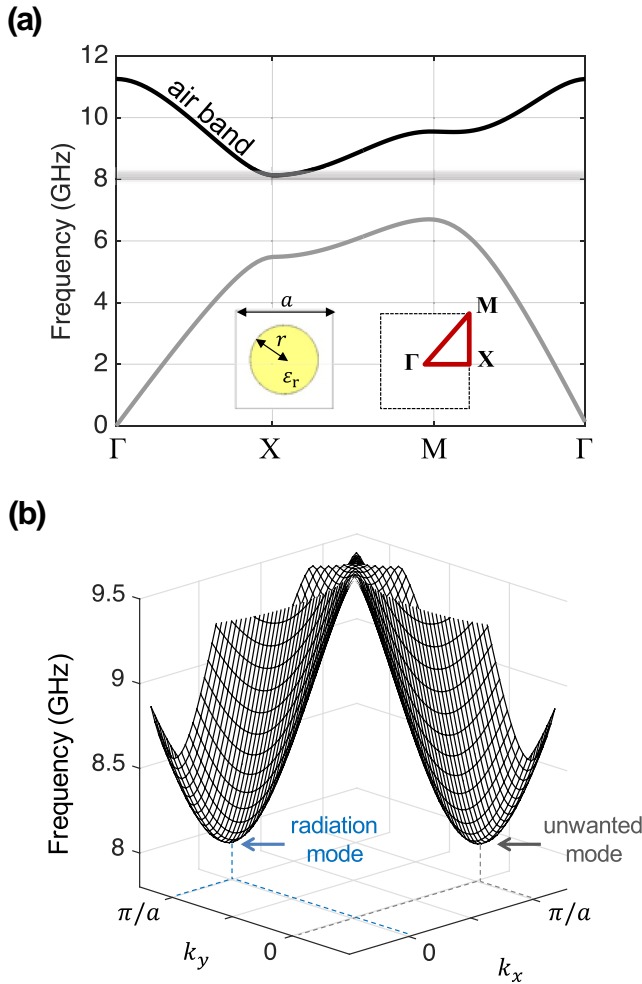 (a)
12
10
8
6
4
2
0
Frequency (GHz)
air band
a
r
εr
M
Γ
X
Γ
X
M
Γ
(b)
9.5
9
8.5
8
Frequency (GHz)
radiation
mode
unwanted
mode
π/a
0
ky
0
π/a
kx